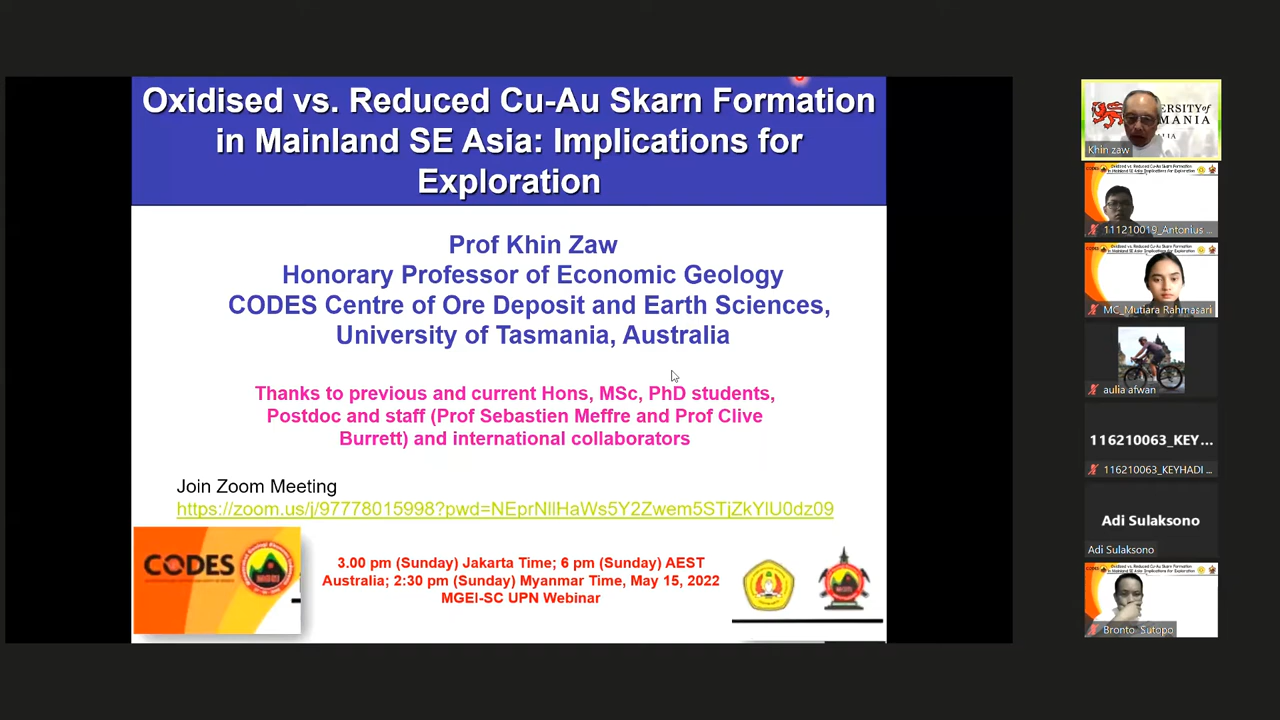 Oxidised vs. Reduced Cu-Au Skarn Formation
in Mainland SE Asia: Implications for
Exploration
Prof Khin Zaw
Honorary Professor of Economic Geology
CODES Centre of Ore Deposit and Earth Sciences,
University of Tasmania, Australia
Thanks to previous and current Hons, MSc, PhD students,
Postdoc and staff (Prof Sebastien Meffre and Prof Clive
Burrett) and international collaborators
Join Zoom Meeting
https://zoom.us/j/97778015998?pwd=NEprNllHaWs5Y2Zwem5STjZkYlU0dz09
CODES
MGEI
3.00 pm (Sunday) Jakarta Time; 6 pm (Sunday) AEST
Australia; 2:30 pm (Sunday) Myanmar Time, May 15, 2022
MGEI-SC UPN Webinar
Khin zaw
111210019_Antonius ...
MC_Mutiara Rahmasari
aulia afwan
116210063_KEY...
116210063_KEYHADI ...
Adi Sulaksono
Adi Sulaksono
Bronto Sutopo